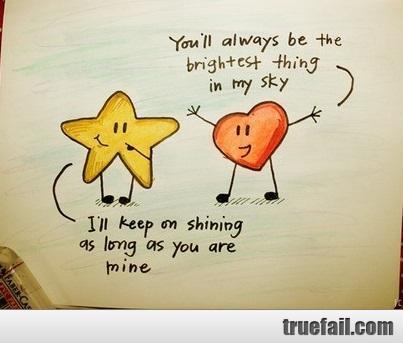 You'll always be the
brightest thing
in my sky
I'll keep on shining
as long as you are
mine
truefail.com